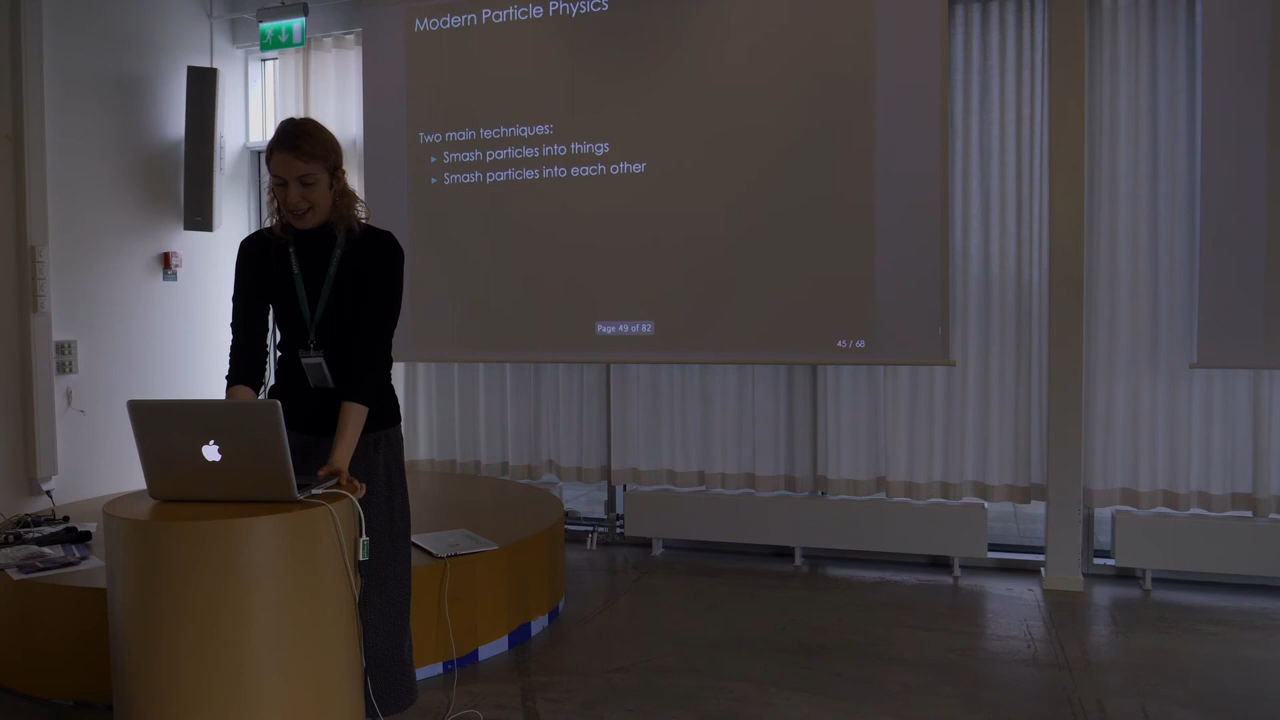 Modern Particle Physics
Two main techniques:
▸ Smash particles into things
▸ Smash particles into each other
Page 49 of 82
45 / 68